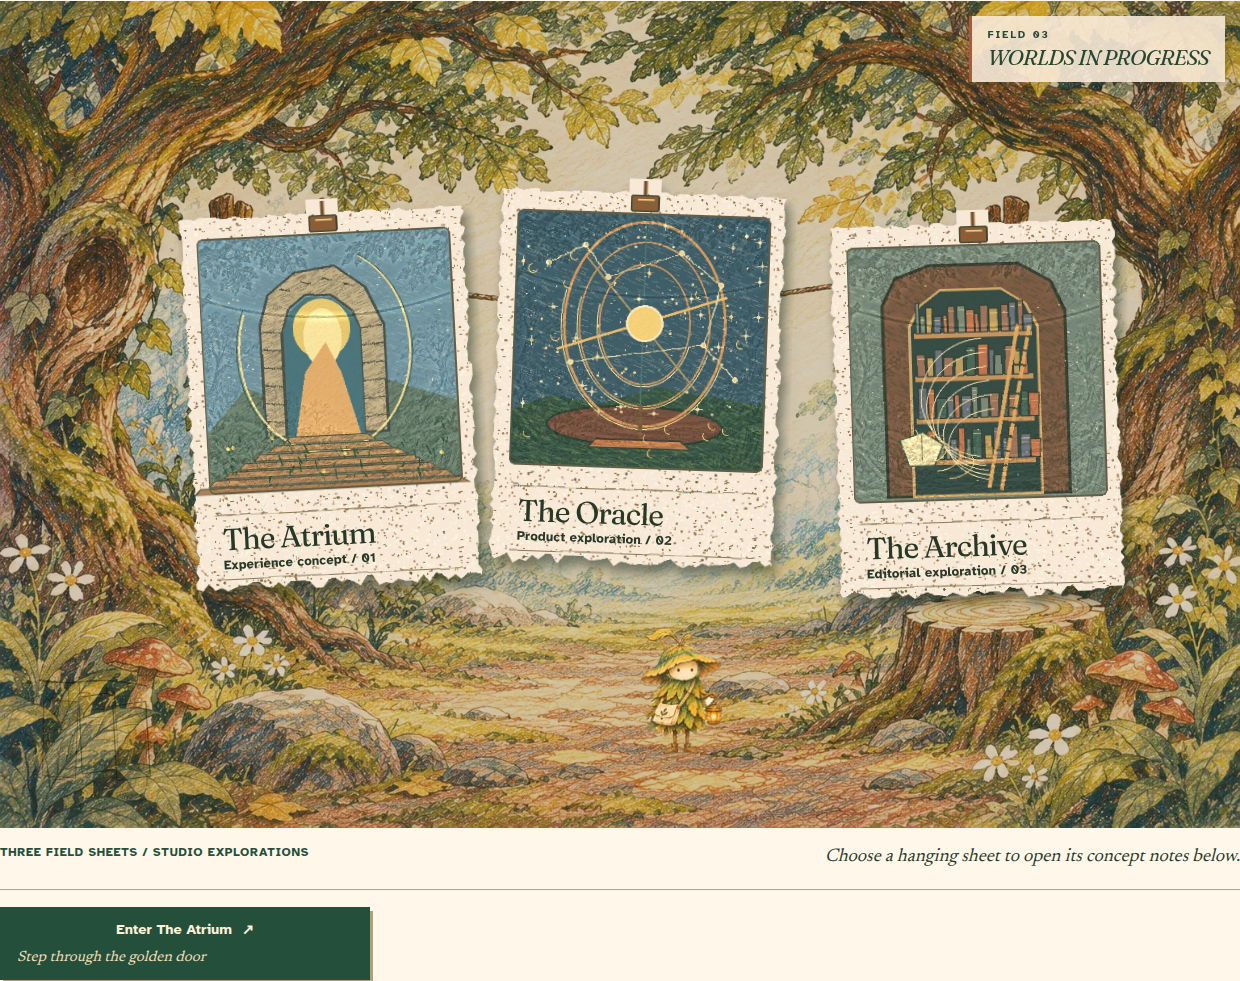 FIELD 03
WORLDS IN PROGRESS
The Atrium
Experience concept / 01
The Oracle
Product exploration / 02
The Archive
Editorial exploration / 03
THREE FIELD SHEETS / STUDIO EXPLORATIONS
Choose a hanging sheet to open its concept notes below.
Enter The Atrium ↗
Step through the golden door